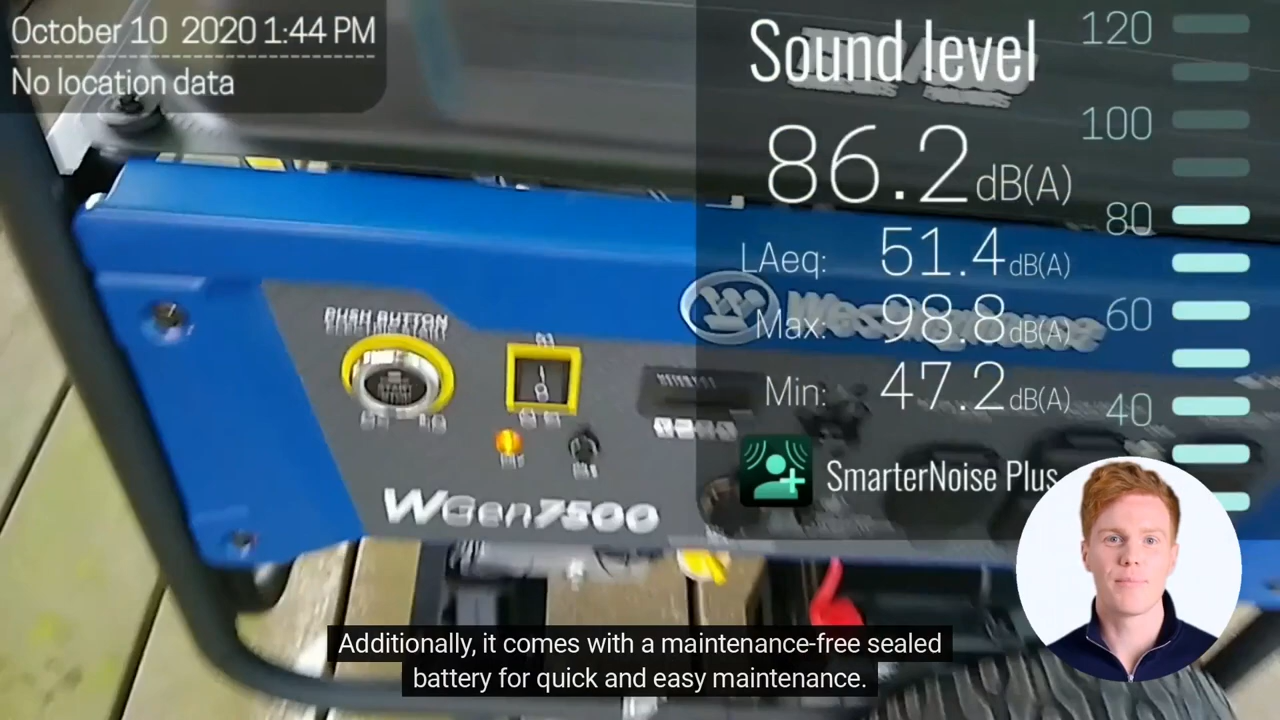 October 10 2020 1:44 PM
No location data
Sound level
86.2 dB(A)
LAeq: 51.4 dB(A)
Max: 98.8 dB(A)
Min: 47.2 dB(A)
SmarterNoise Plus
120
100
80
60
40
Westinghouse
PUSH BUTTON
START
WGen7500
Additionally, it comes with a maintenance-free sealed
battery for quick and easy maintenance.